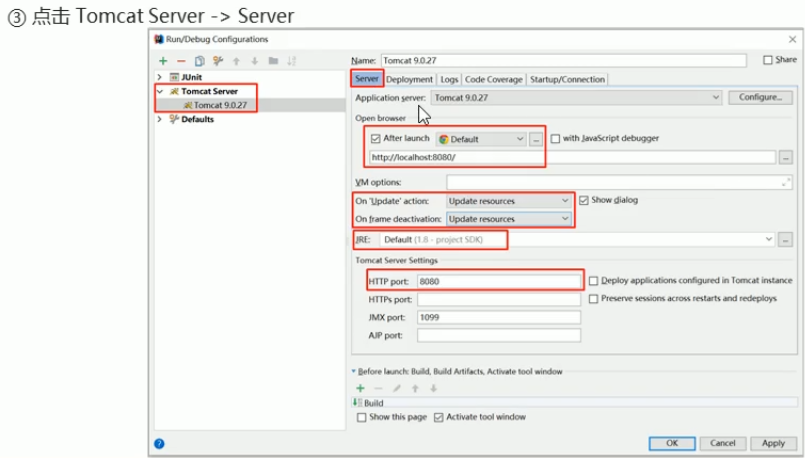 ③ 点击 Tomcat Server -> Server
Run/Debug Configurations
Name: Tomcat 9.0.27
Share
JUnit
Tomcat Server
Tomcat 9.0.27
Defaults
Server Deployment Logs Code Coverage Startup/Connection
Application server: Tomcat 9.0.27 Configure...
Open browser
After launch Default ... with JavaScript debugger
http://localhost:8080/ ...
VM options:
On 'Update' action: Update resources Show dialog
On frame deactivation: Update resources
JRE: Default (1.8 - project SDK) ...
Tomcat Server Settings
HTTP port: 8080 Deploy applications configured in Tomcat instance
HTTPs port: Preserve sessions across restarts and redeploys
JMX port: 1099
AJP port:
Before launch: Build, Build Artifacts, Activate tool window
Build
Show this page Activate tool window
OK Cancel Apply